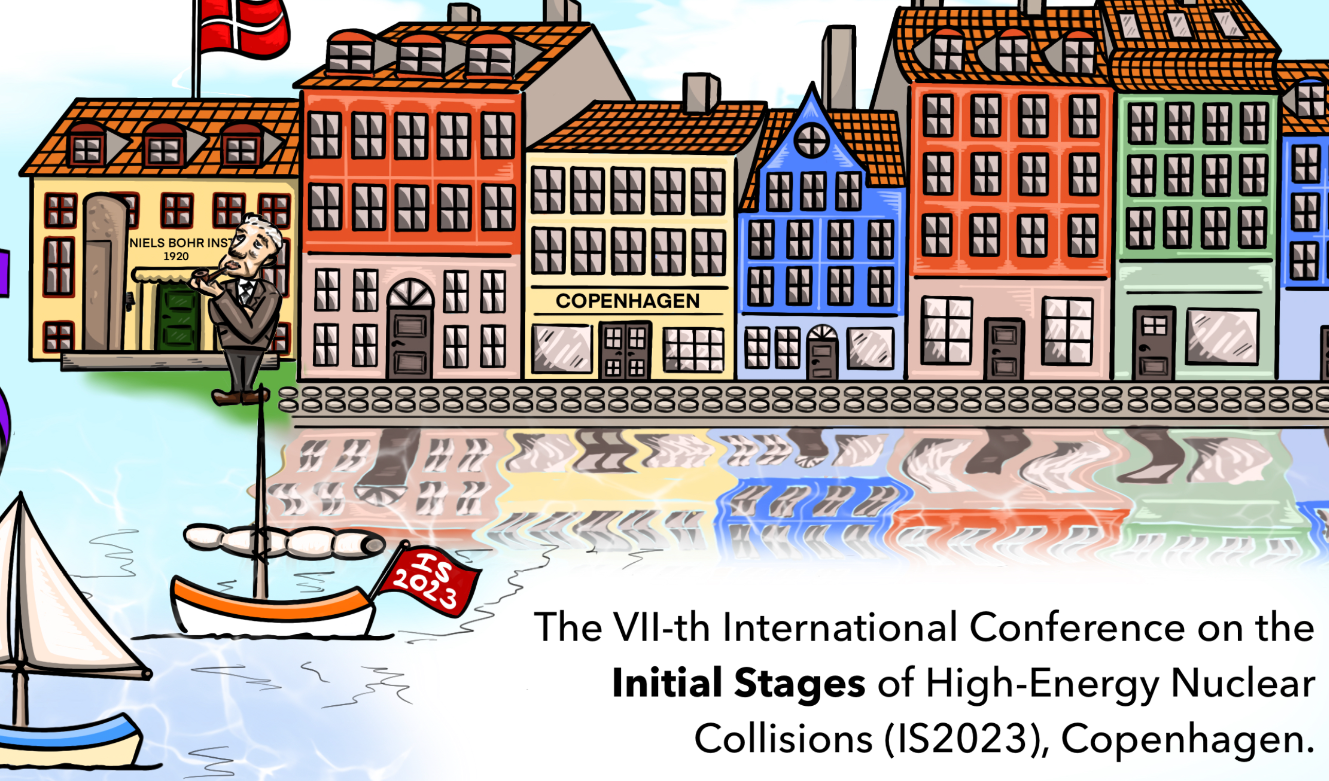 NIELS BOHR INST
1920
COPENHAGEN
IS
2023
The VII-th International Conference on the
Initial Stages of High-Energy Nuclear
Collisions (IS2023), Copenhagen.